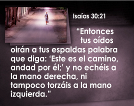 Isaías 30:21
"Entonces
tus oídos
oirán a tus espaldas palabra
que diga: 'Este es el camino,
andad por él;' y no echéis a
la mano derecha, ni
tampoco torzáis a la mano
izquierda."